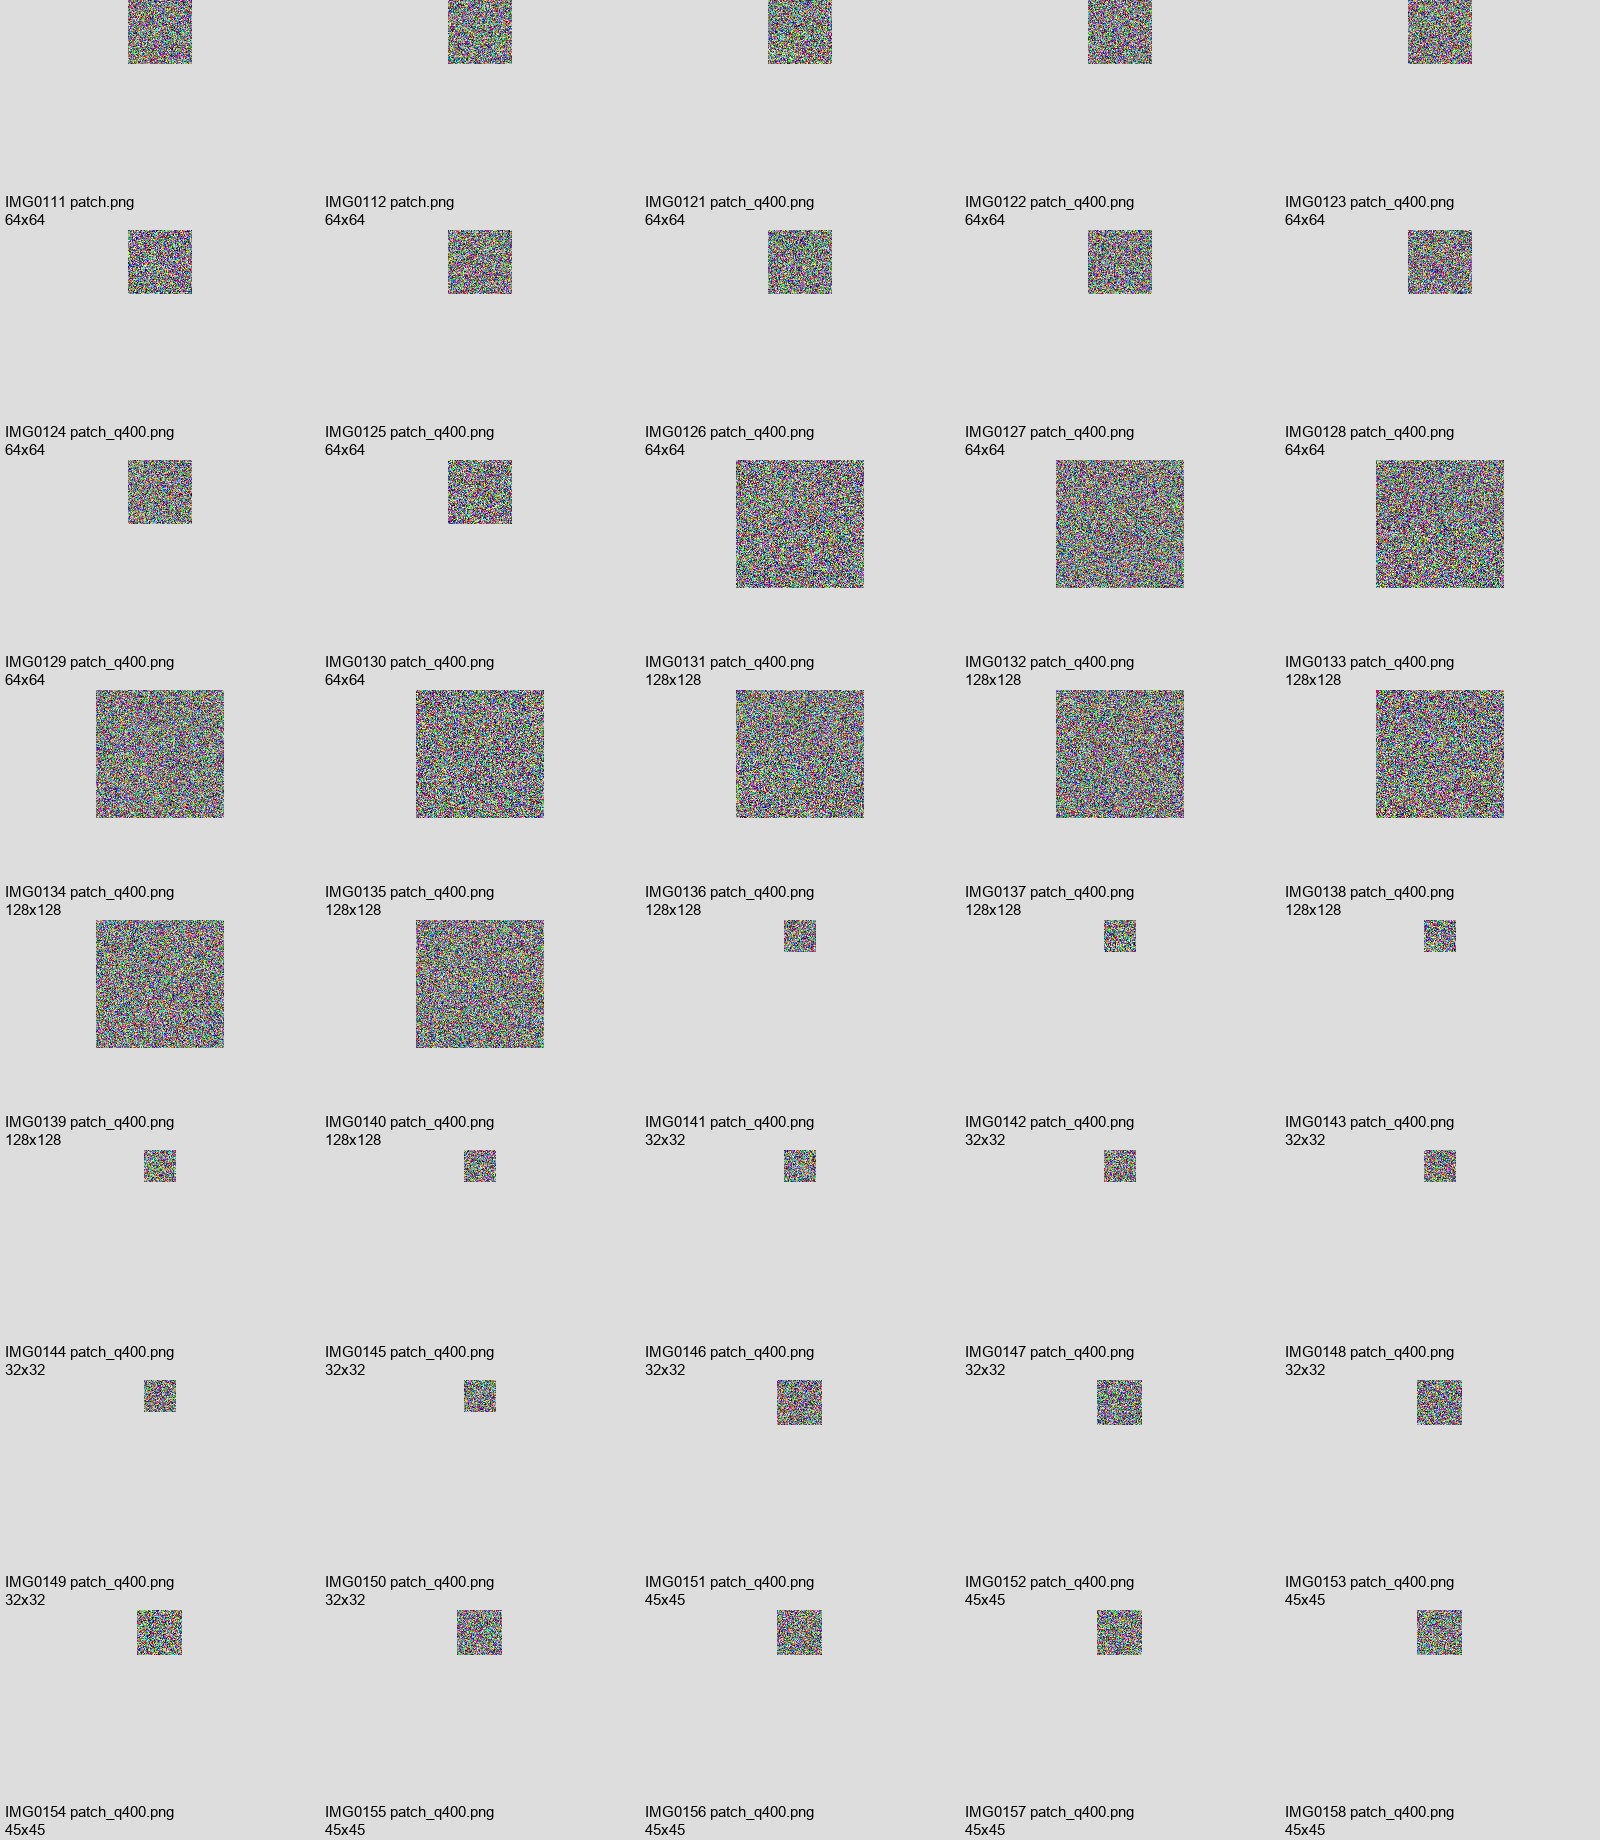 IMG0111 patch.png
64x64
IMG0112 patch.png
64x64
IMG0121 patch_q400.png
64x64
IMG0122 patch_q400.png
64x64
IMG0123 patch_q400.png
64x64
IMG0124 patch_q400.png
64x64
IMG0125 patch_q400.png
64x64
IMG0126 patch_q400.png
64x64
IMG0127 patch_q400.png
64x64
IMG0128 patch_q400.png
64x64
IMG0129 patch_q400.png
64x64
IMG0130 patch_q400.png
64x64
IMG0131 patch_q400.png
128x128
IMG0132 patch_q400.png
128x128
IMG0133 patch_q400.png
128x128
IMG0134 patch_q400.png
128x128
IMG0135 patch_q400.png
128x128
IMG0136 patch_q400.png
128x128
IMG0137 patch_q400.png
128x128
IMG0138 patch_q400.png
128x128
IMG0139 patch_q400.png
128x128
IMG0140 patch_q400.png
128x128
IMG0141 patch_q400.png
32x32
IMG0142 patch_q400.png
32x32
IMG0143 patch_q400.png
32x32
IMG0144 patch_q400.png
32x32
IMG0145 patch_q400.png
32x32
IMG0146 patch_q400.png
32x32
IMG0147 patch_q400.png
32x32
IMG0148 patch_q400.png
32x32
IMG0149 patch_q400.png
32x32
IMG0150 patch_q400.png
32x32
IMG0151 patch_q400.png
45x45
IMG0152 patch_q400.png
45x45
IMG0153 patch_q400.png
45x45
IMG0154 patch_q400.png
45x45
IMG0155 patch_q400.png
45x45
IMG0156 patch_q400.png
45x45
IMG0157 patch_q400.png
45x45
IMG0158 patch_q400.png
45x45